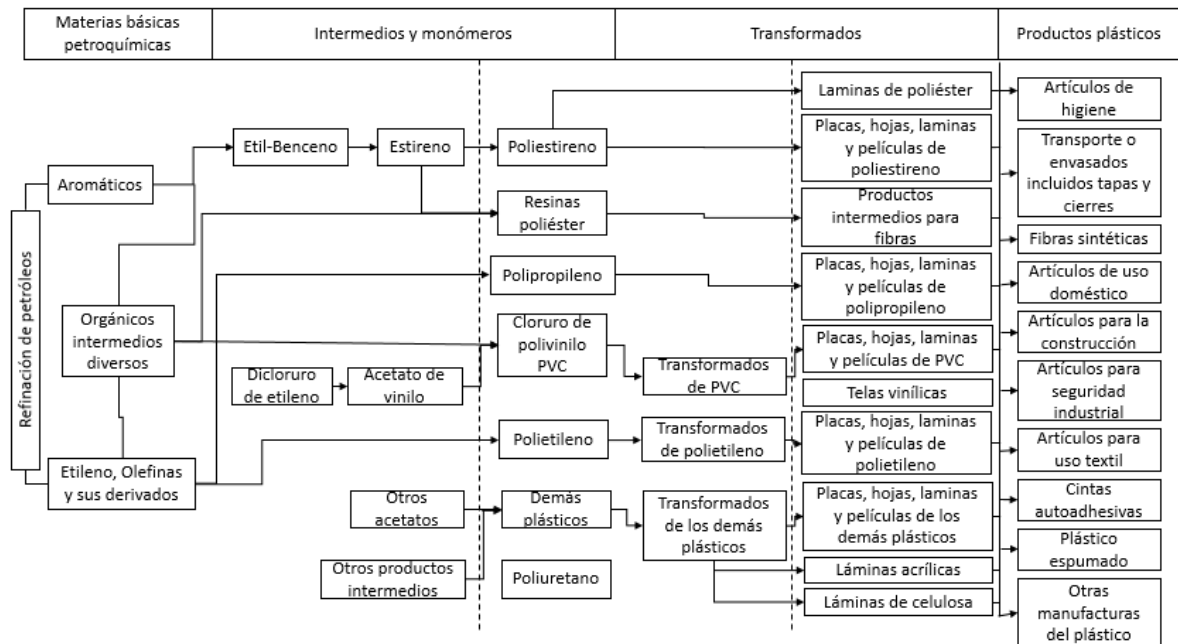 Materias básicas
petroquímicas
Intermedios y monómeros
Transformados
Productos plásticos
Refinación de petróleos
Aromáticos
Orgánicos
intermedios
diversos
Etileno, Olefinas
y sus derivados
Etil-Benceno
Estireno
Dicloruro
de etileno
Acetato de
vinilo
Otros
acetatos
Otros productos
intermedios
Poliestireno
Resinas
poliéster
Polipropileno
Cloruro de
polivinilo
PVC
Polietileno
Demás
plásticos
Poliuretano
Transformados
de PVC
Transformados
de polietileno
Transformados
de los demás
plásticos
Laminas de poliéster
Placas, hojas, laminas
y películas de
poliestireno
Productos
intermedios para
fibras
Placas, hojas, laminas
y películas de
polipropileno
Placas, hojas, laminas
y películas de PVC
Telas vinílicas
Placas, hojas, laminas
y películas de
polietileno
Placas, hojas, laminas
y películas de los
demás plásticos
Láminas acrílicas
Láminas de celulosa
Artículos de
higiene
Transporte o
envasados
incluidos tapas y
cierres
Fibras sintéticas
Artículos de uso
doméstico
Artículos para la
construcción
Artículos para
seguridad
industrial
Artículos para
uso textil
Cintas
autoadhesivas
Plástico
espumado
Otras
manufacturas
del plástico